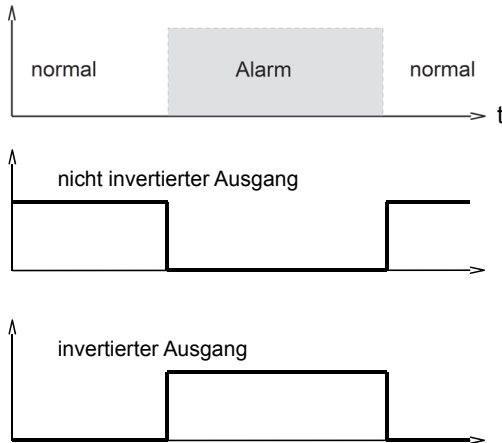 normal Alarm normal
t
nicht invertierter Ausgang
invertierter Ausgang